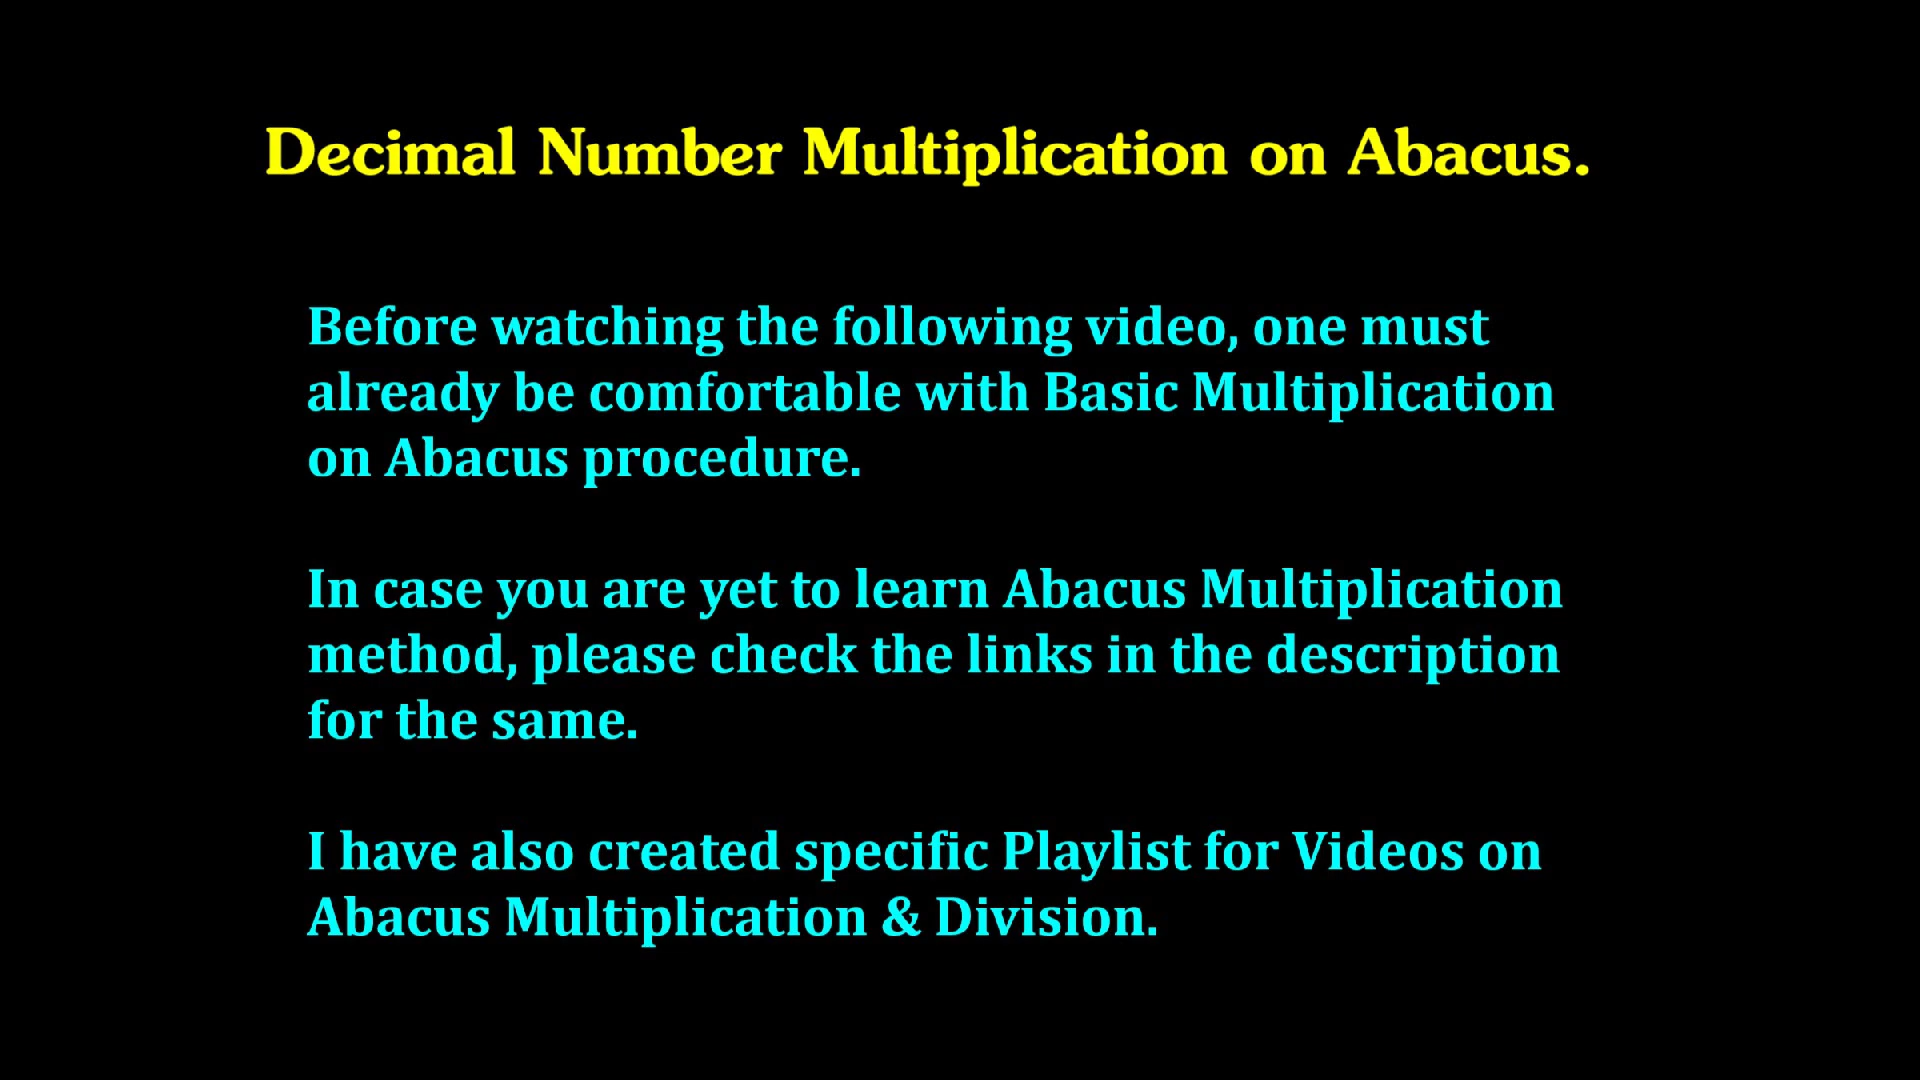 Decimal Number Multiplication on Abacus.
Before watching the following video, one must
already be comfortable with Basic Multiplication
on Abacus procedure.
In case you are yet to learn Abacus Multiplication
method, please check the links in the description
for the same.
I have also created specific Playlist for Videos on
Abacus Multiplication & Division.